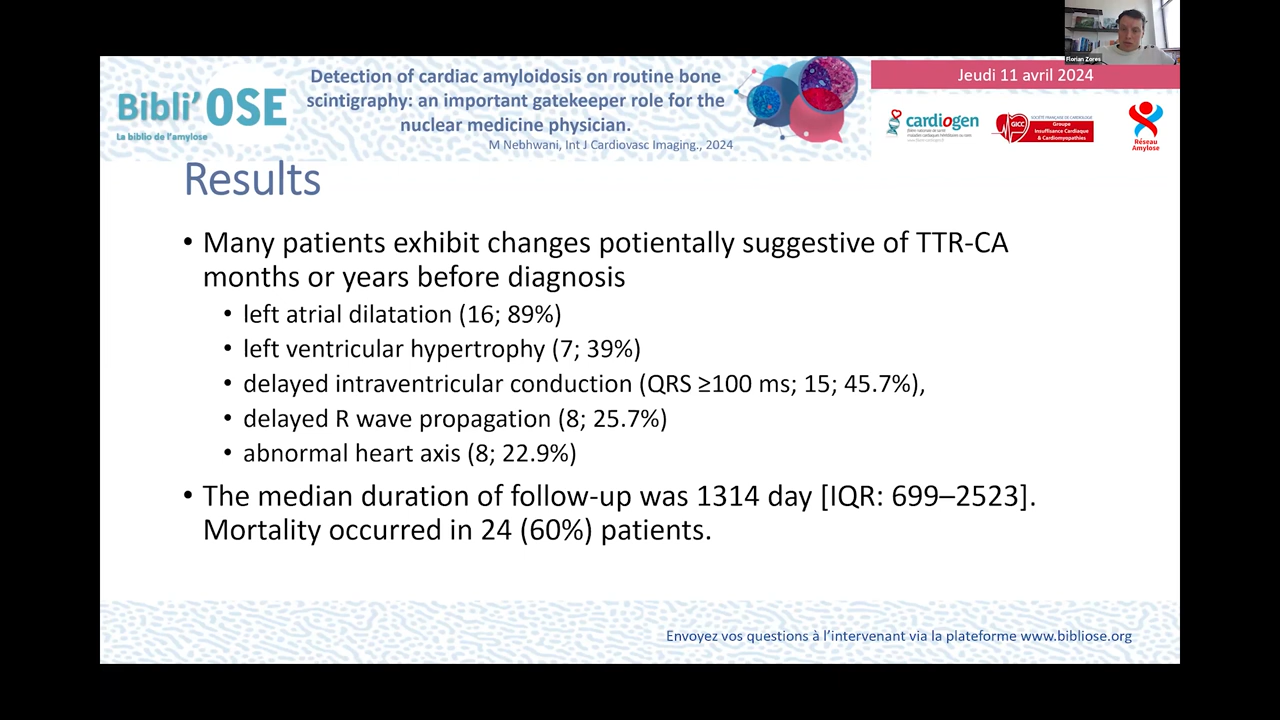 Florian Zores
Jeudi 11 avril 2024
Detection of cardiac amyloidosis on routine bone
scintigraphy: an important gatekeeper role for the
nuclear medicine physician.
M Nebhwani, Int J Cardiovasc Imaging., 2024
Bibli'OSE
La biblio de l'amylose
cardiogen
GICC
SOCIÉTÉ FRANÇAISE DE CARDIOLOGIE
Groupe
Insuffisance Cardiaque
& Cardiomyopathies
Réseau
Amylose
Results
• Many patients exhibit changes potientally suggestive of TTR-CA
months or years before diagnosis
• left atrial dilatation (16; 89%)
• left ventricular hypertrophy (7; 39%)
• delayed intraventricular conduction (QRS ≥100 ms; 15; 45.7%),
• delayed R wave propagation (8; 25.7%)
• abnormal heart axis (8; 22.9%)
• The median duration of follow-up was 1314 day [IQR: 699–2523].
Mortality occurred in 24 (60%) patients.
Envoyez vos questions à l'intervenant via la plateforme www.bibliose.org